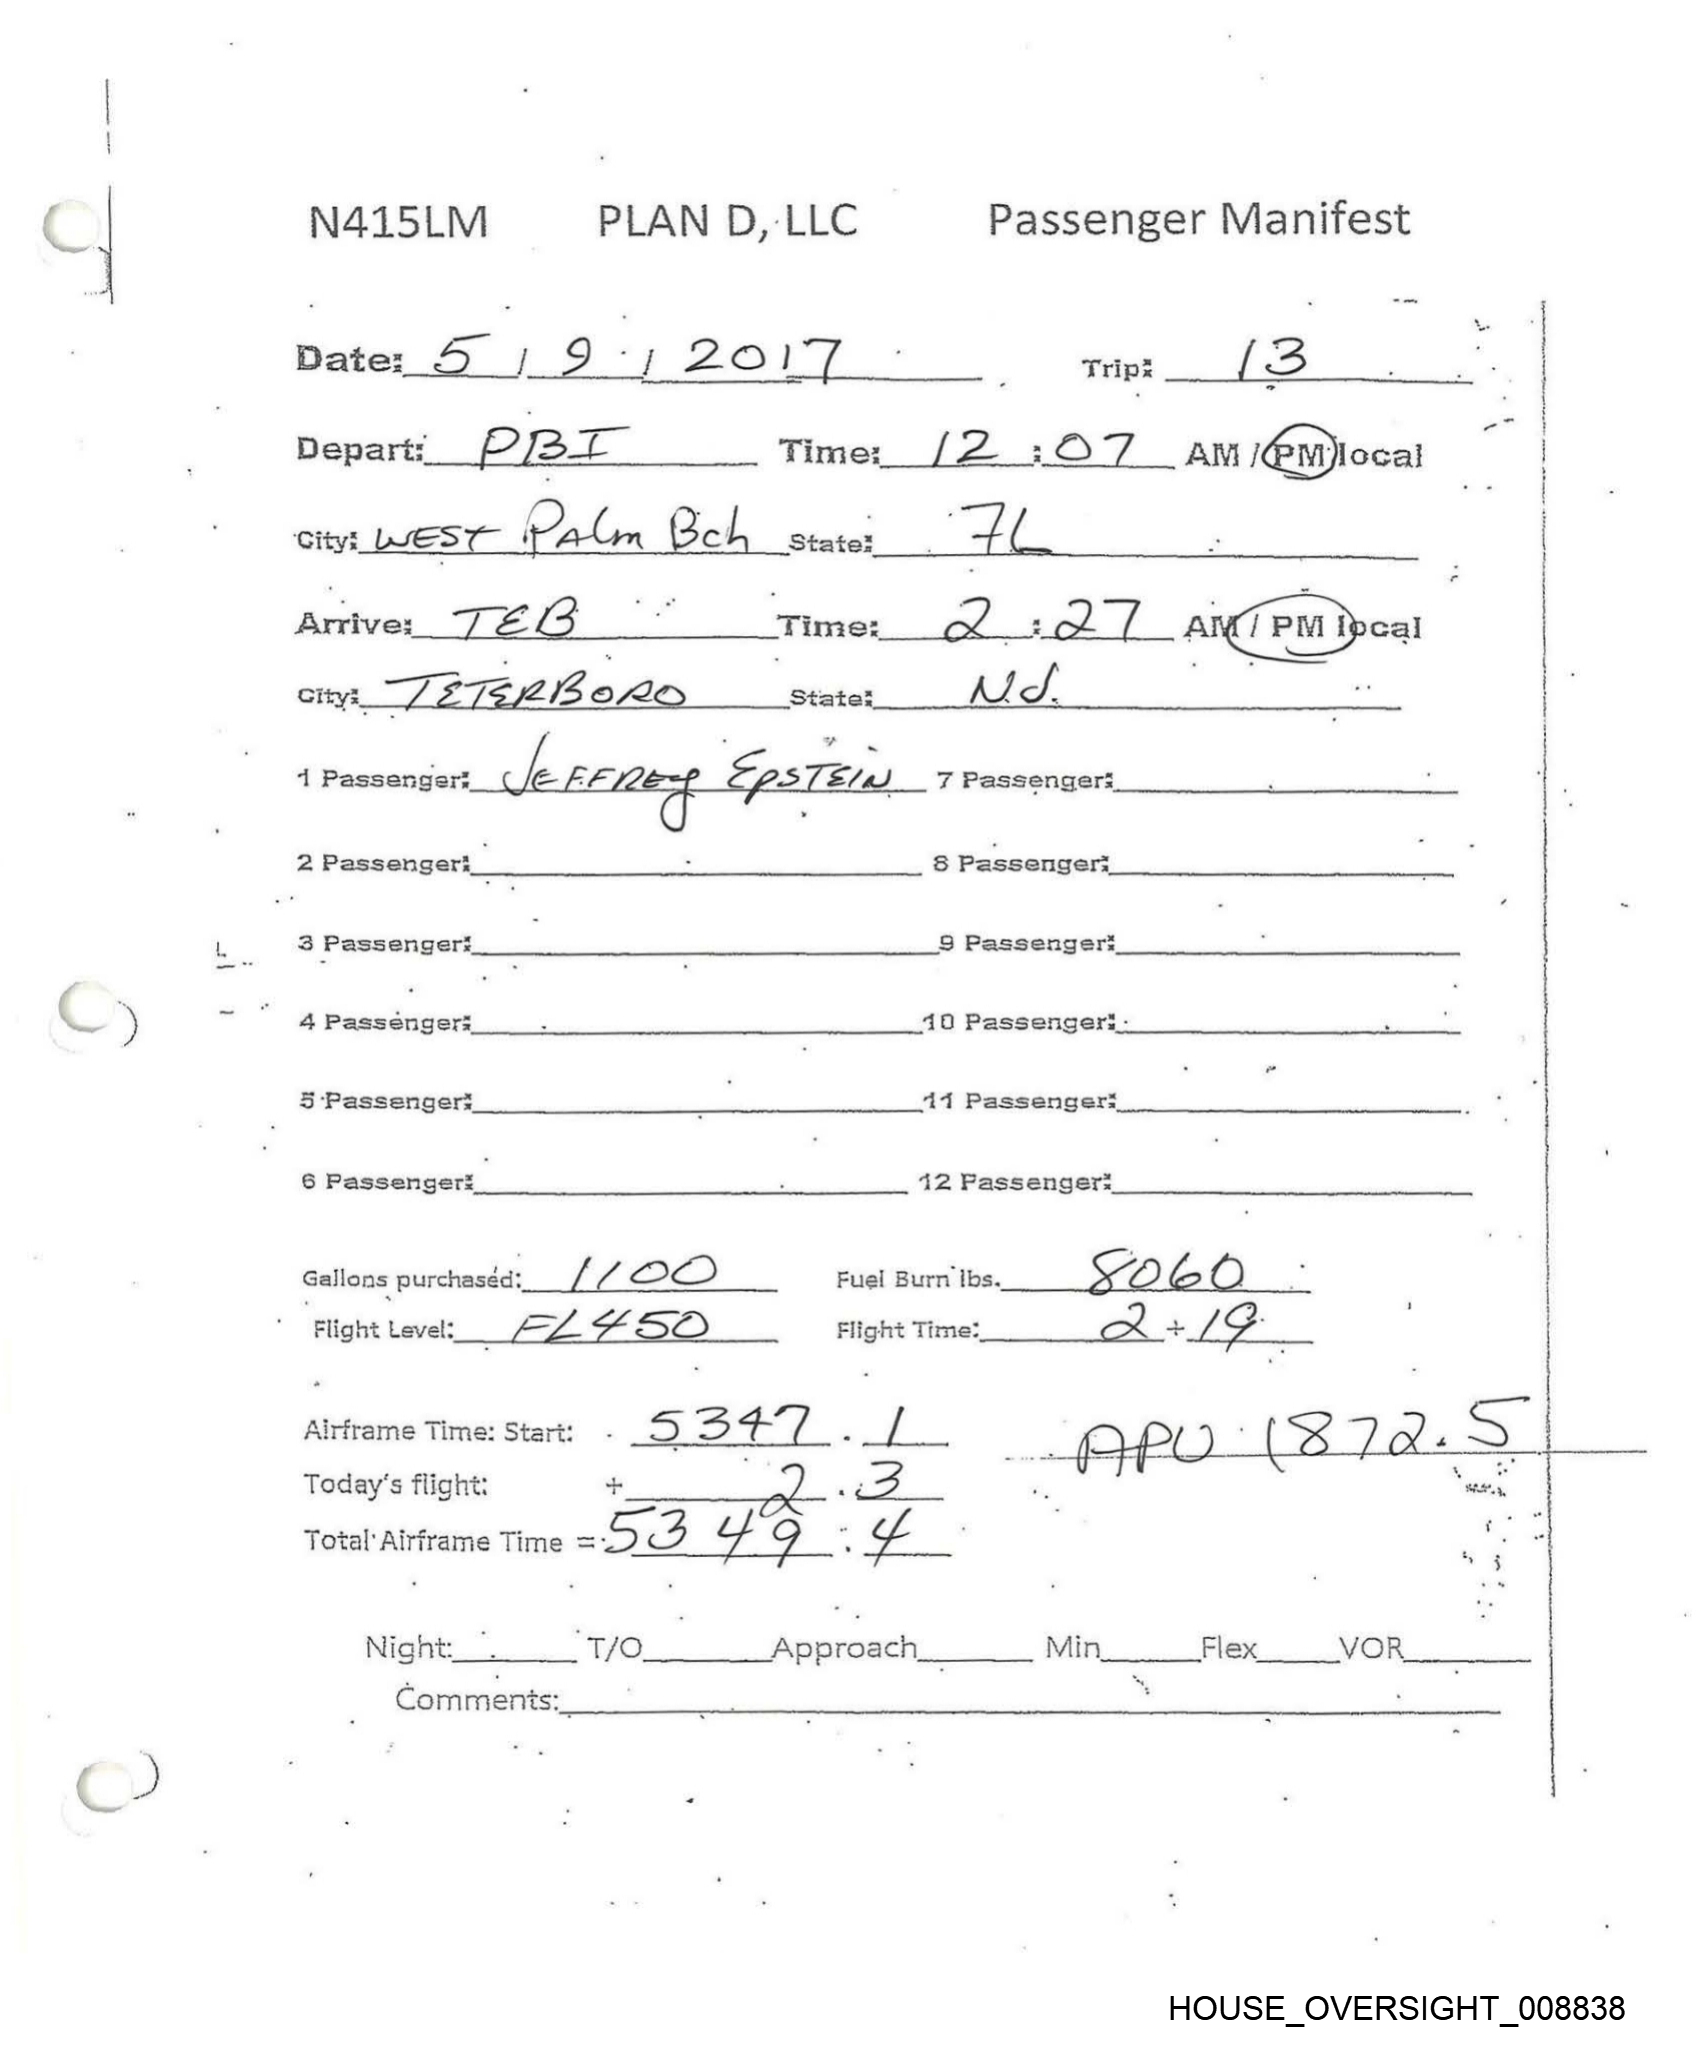 N415LM PLAN D, LLC Passenger Manifest
Date: 5 / 9 / 2017 Trip: 13
Depart: PBI Time: 12 : 07 AM / PM local
City: WEST PALm Bch State: FL
Arrive: TEB Time: 2 : 27 AM / PM local
City: TETERBORO State: N.J.
1 Passenger: JEFFREy EpSTEIN 7 Passenger:
2 Passenger: 8 Passenger:
3 Passenger: 9 Passenger:
4 Passenger: 10 Passenger:
5 Passenger: 11 Passenger:
6 Passenger: 12 Passenger:
Gallons purchased: 1100 Fuel Burn lbs. 8060
Flight Level: FL450 Flight Time: 2 + 19
Airframe Time: Start: 5347 . 1 APU 1872.5
Today's flight: + 2 . 3
Total Airframe Time = 5349 . 4
Night: T/O Approach Min Flex VOR
Comments:
HOUSE_OVERSIGHT_008838